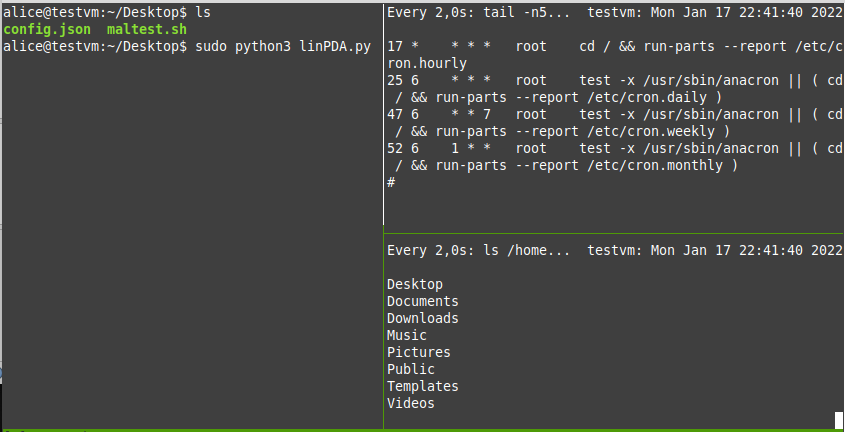 alice@testvm:~/Desktop$ ls
config.json  maltest.sh
alice@testvm:~/Desktop$ sudo python3 linPDA.py
Every 2,0s: tail -n5...  testvm: Mon Jan 17 22:41:40 2022
17 *    * * *   root    cd / && run-parts --report /etc/c
ron.hourly
25 6    * * *   root    test -x /usr/sbin/anacron || ( cd
 / && run-parts --report /etc/cron.daily )
47 6    * * 7   root    test -x /usr/sbin/anacron || ( cd
 / && run-parts --report /etc/cron.weekly )
52 6    1 * *   root    test -x /usr/sbin/anacron || ( cd
 / && run-parts --report /etc/cron.monthly )
#
Every 2,0s: ls /home...  testvm: Mon Jan 17 22:41:40 2022
Desktop
Documents
Downloads
Music
Pictures
Public
Templates
Videos